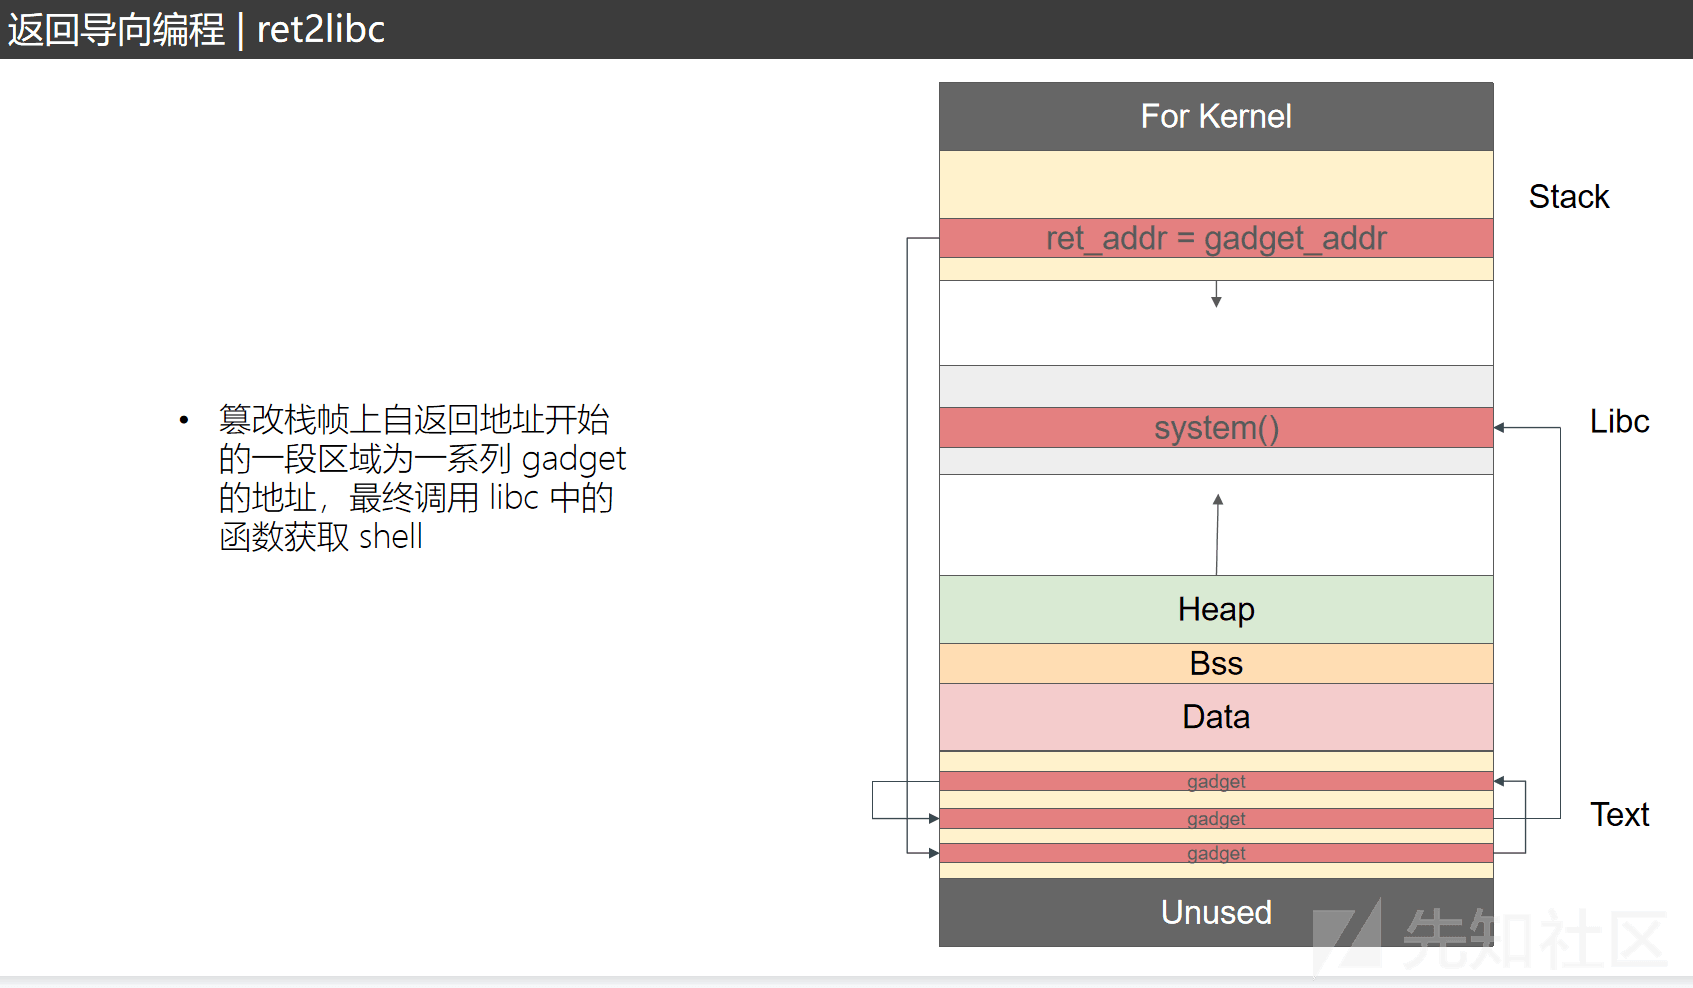 返回导向编程 | ret2libc
• 篡改栈帧上自返回地址开始
的一段区域为一系列 gadget
的地址，最终调用 libc 中的
函数获取 shell
For Kernel
Stack
ret_addr = gadget_addr
system()
Libc
Heap
Bss
Data
gadget
gadget
Text
gadget
Unused
先知社区